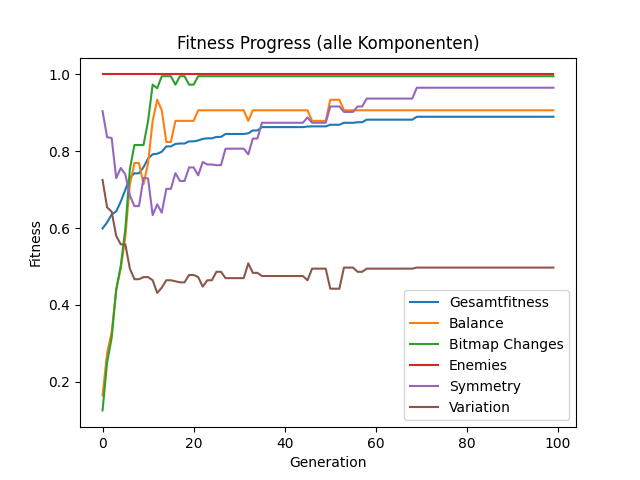 Fitness Progress (alle Komponenten)
1.0
0.8
0.6
0.4
0.2
Fitness
0 20 40 60 80 100
Generation
Gesamtfitness
Balance
Bitmap Changes
Enemies
Symmetry
Variation